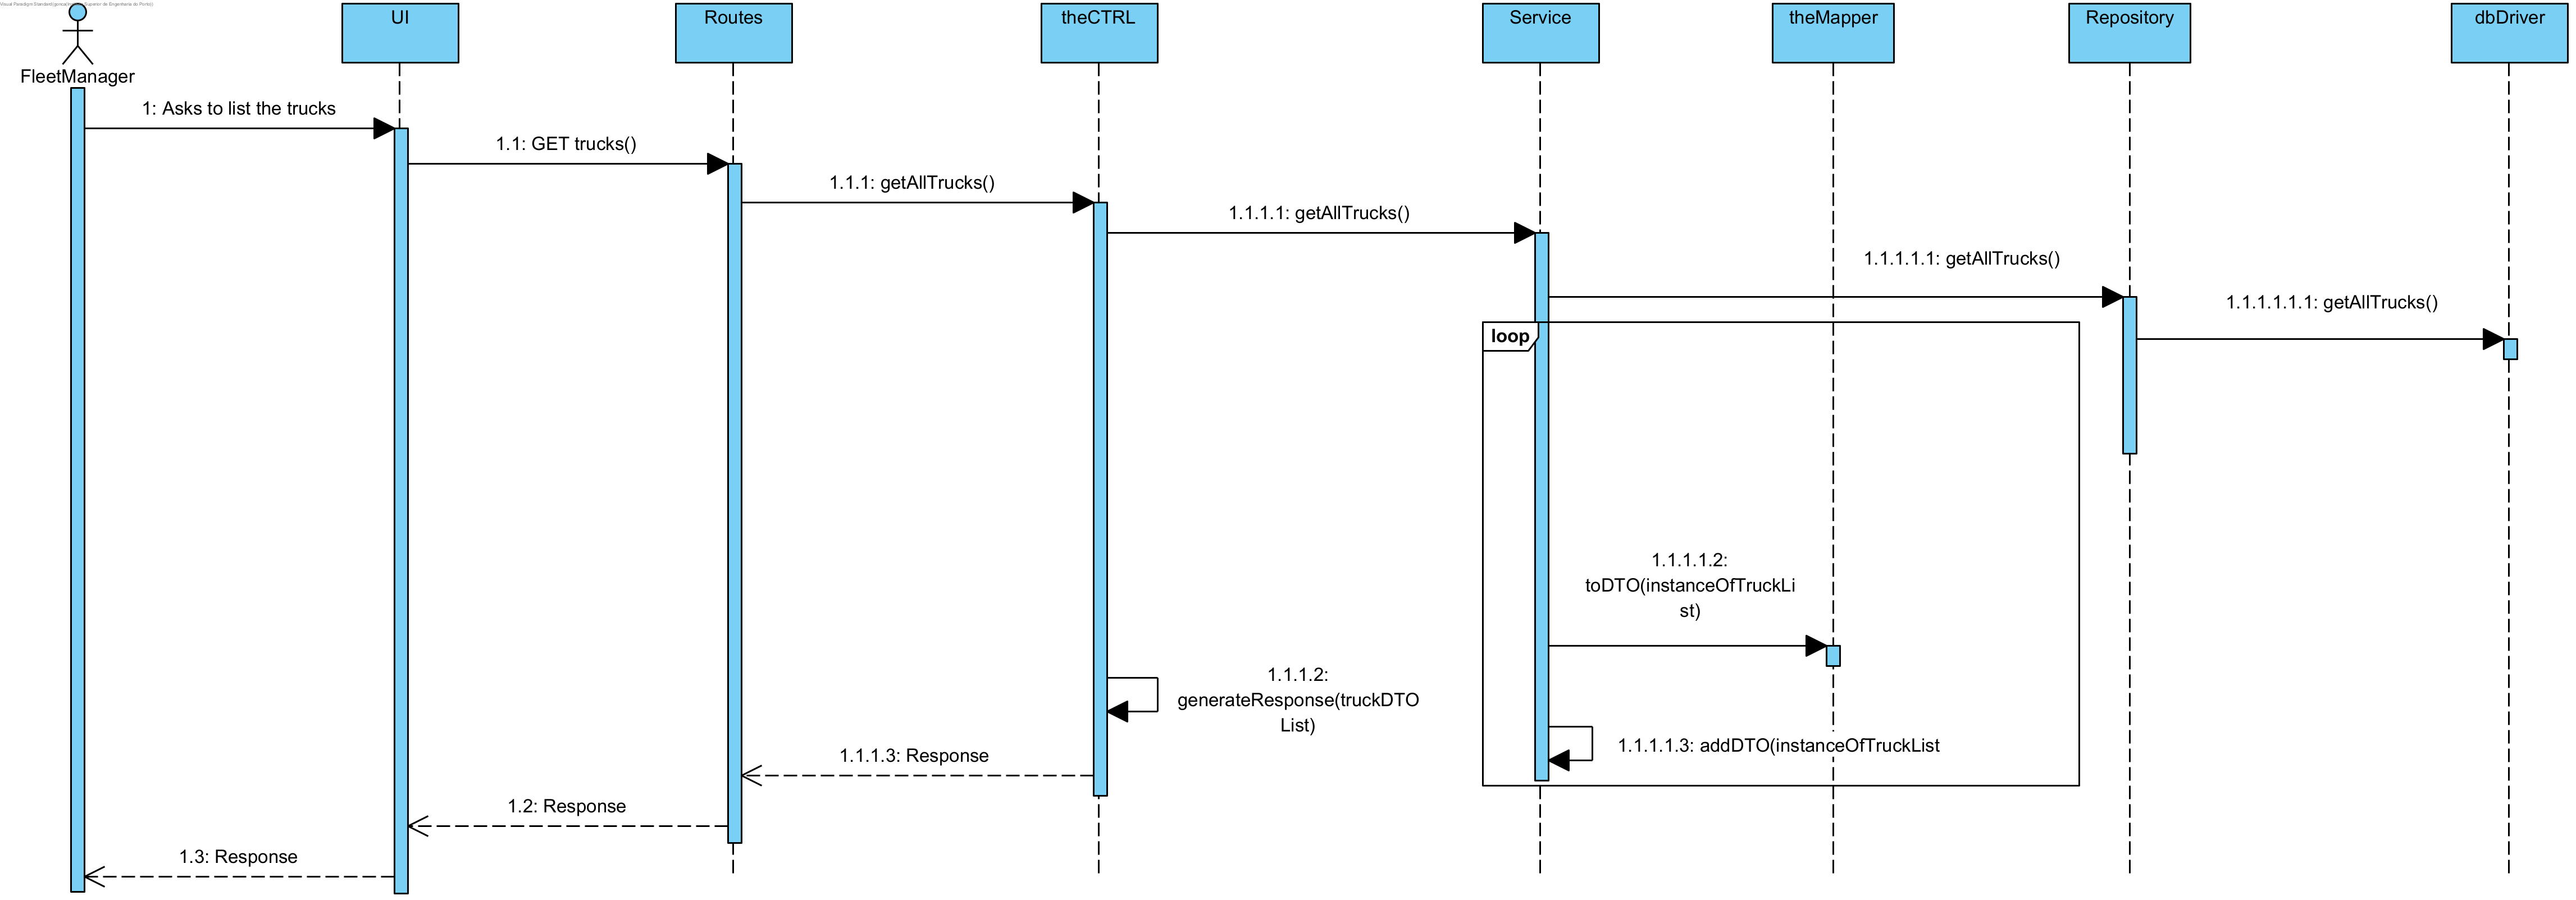 Visual Paradigm Standard
Superior de Engenharia do Porto)
UI
Routes
theCTRL
Service
theMapper
Repository
dbDriver
FleetManager
1: Asks to list the trucks
1.1: GET trucks()
1.1.1: getAllTrucks()
1.1.1.1: getAllTrucks()
1.1.1.1.1: getAllTrucks()
1.1.1.1.1.1: getAllTrucks()
loop
1.1.1.1.2:
toDTO(instanceOfTruckLi
st)
1.1.1.2:
generateResponse(truckDTO
List)
1.1.1.1.3: addDTO(instanceOfTruckList
1.1.1.3: Response
1.2: Response
1.3: Response